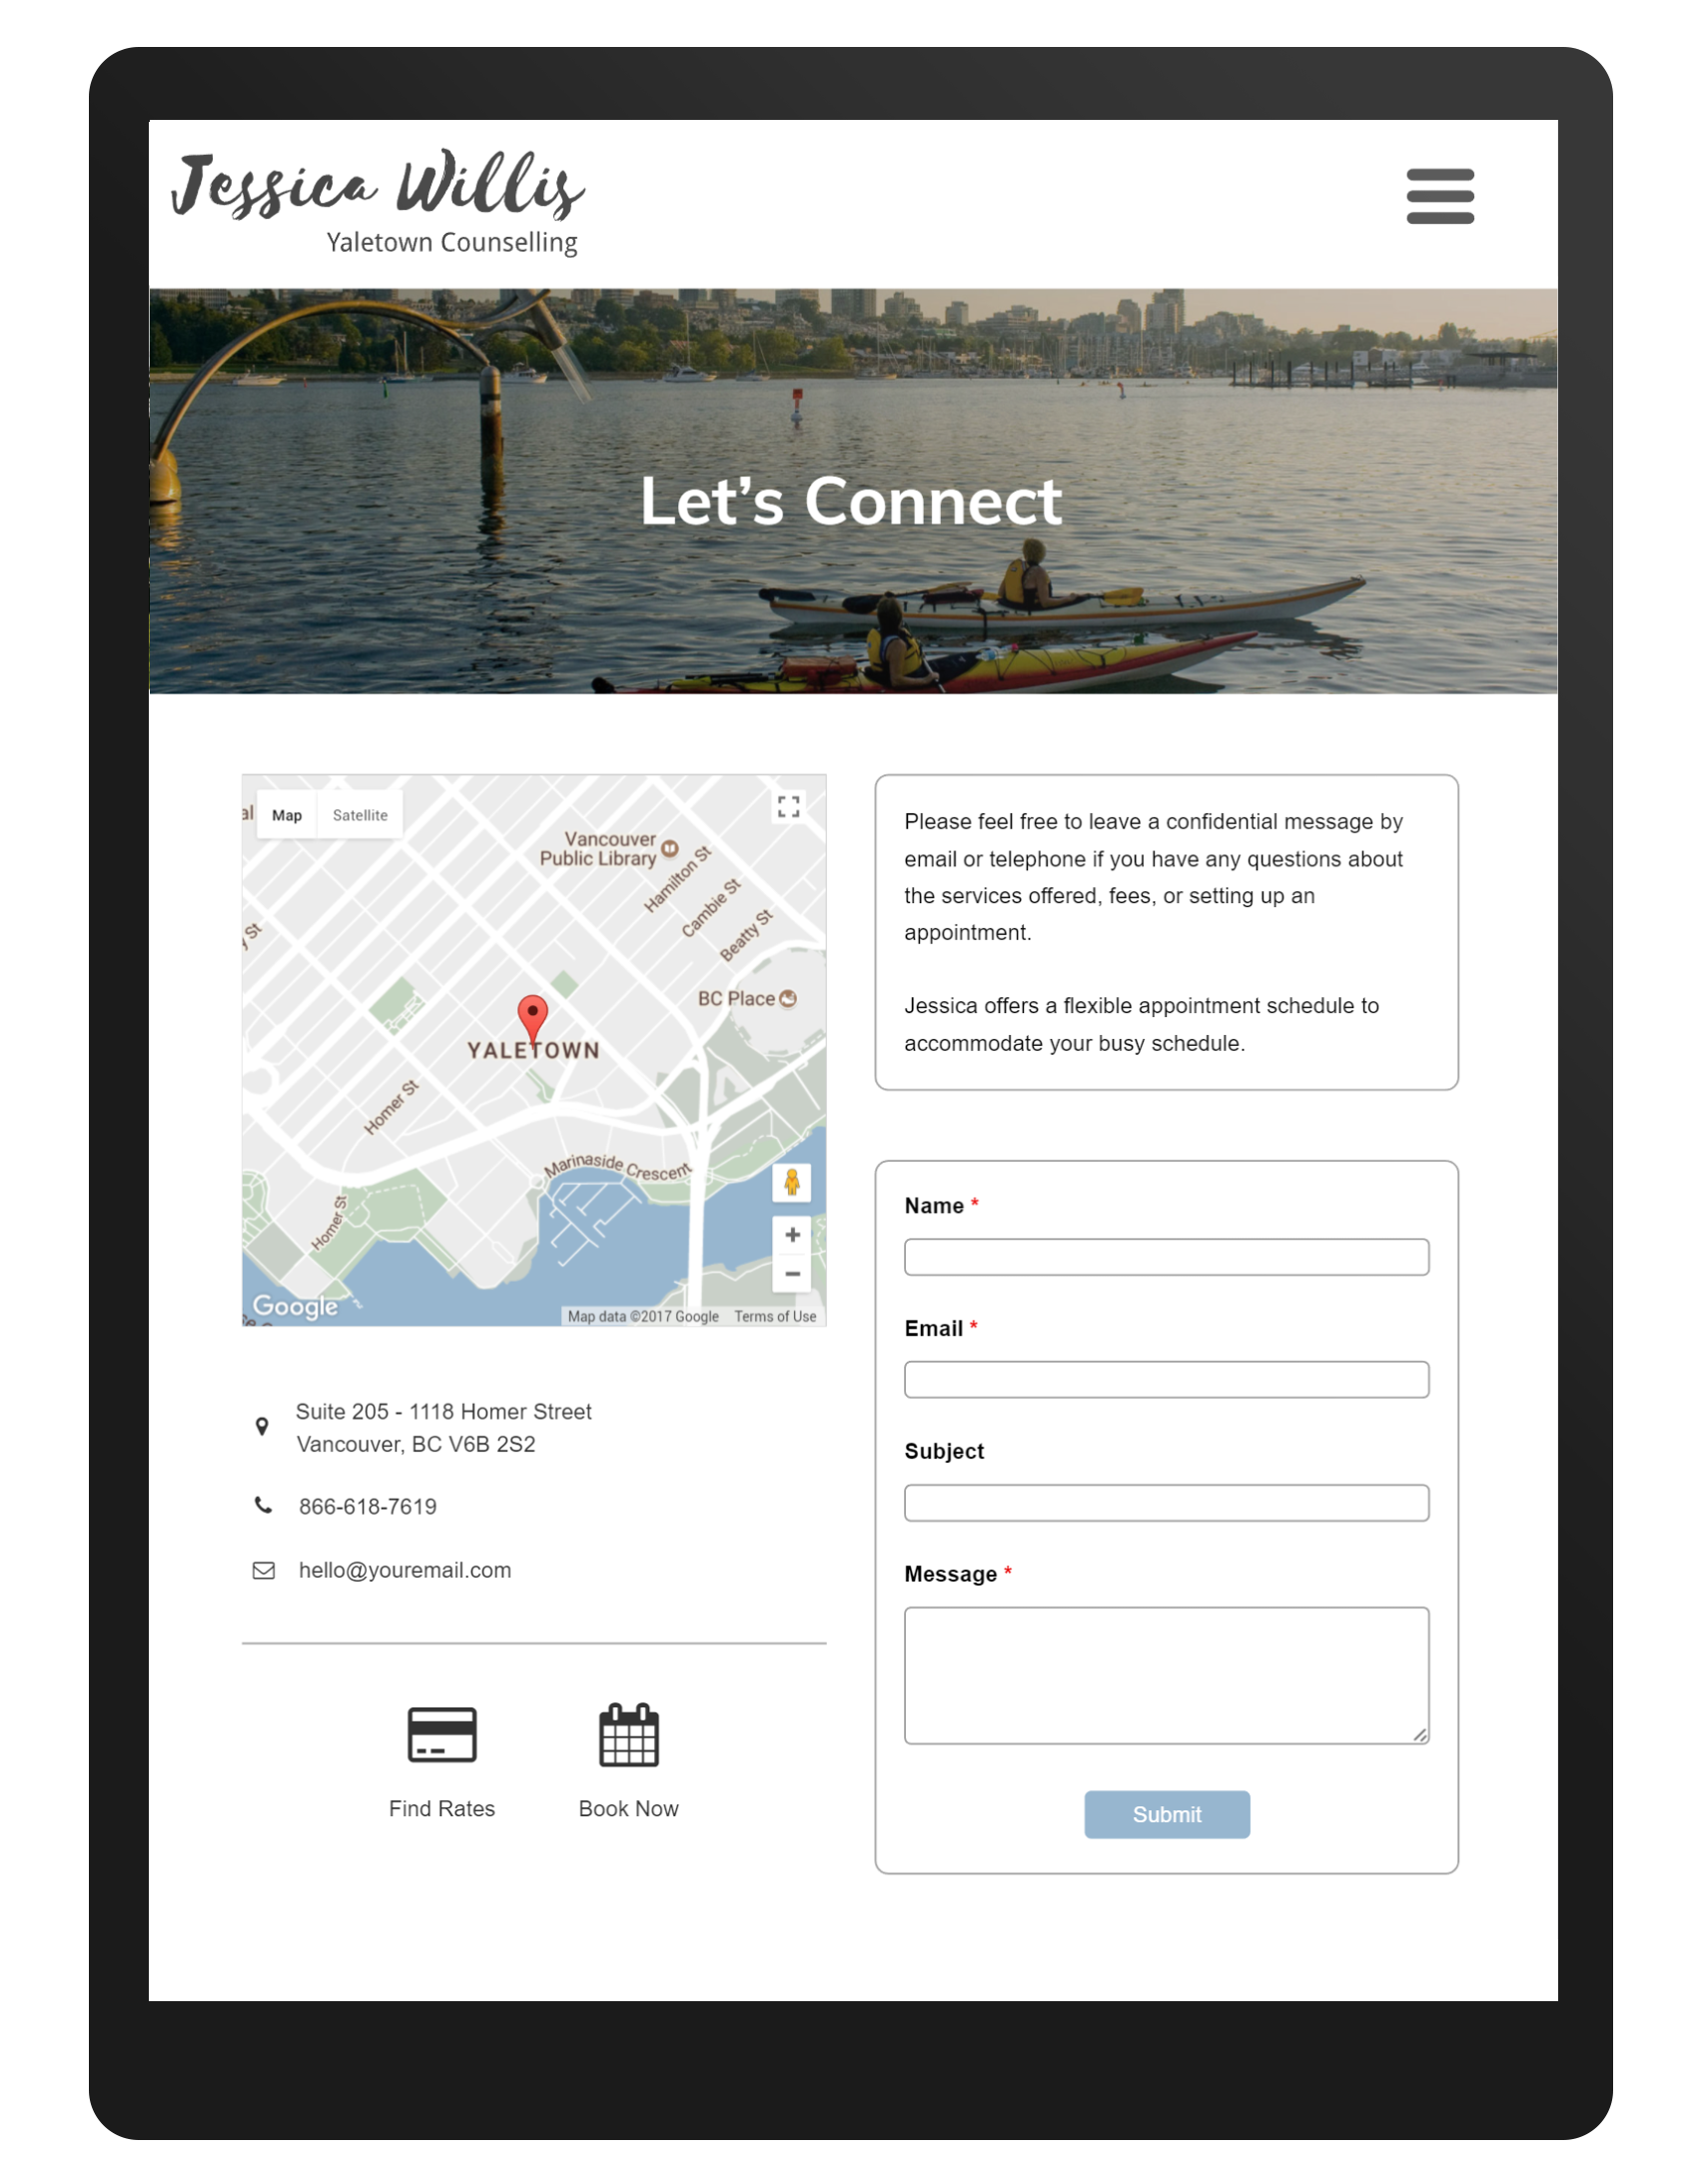 Jessica Willis
Yaletown Counselling
Let's Connect
al
Map
Satellite
Vancouver
Public Library
Hamilton St
Cambie St
Beatty St
y St
BC Place
YALETOWN
Homer St
Marinaside Crescent
Homer St
Google
Map data ©2017 Google
Terms of Use
Suite 205 - 1118 Homer Street
Vancouver, BC V6B 2S2
866-618-7619
hello@youremail.com
Find Rates
Book Now
Please feel free to leave a confidential message by
email or telephone if you have any questions about
the services offered, fees, or setting up an
appointment.
Jessica offers a flexible appointment schedule to
accommodate your busy schedule.
Name *
Email *
Subject
Message *
Submit